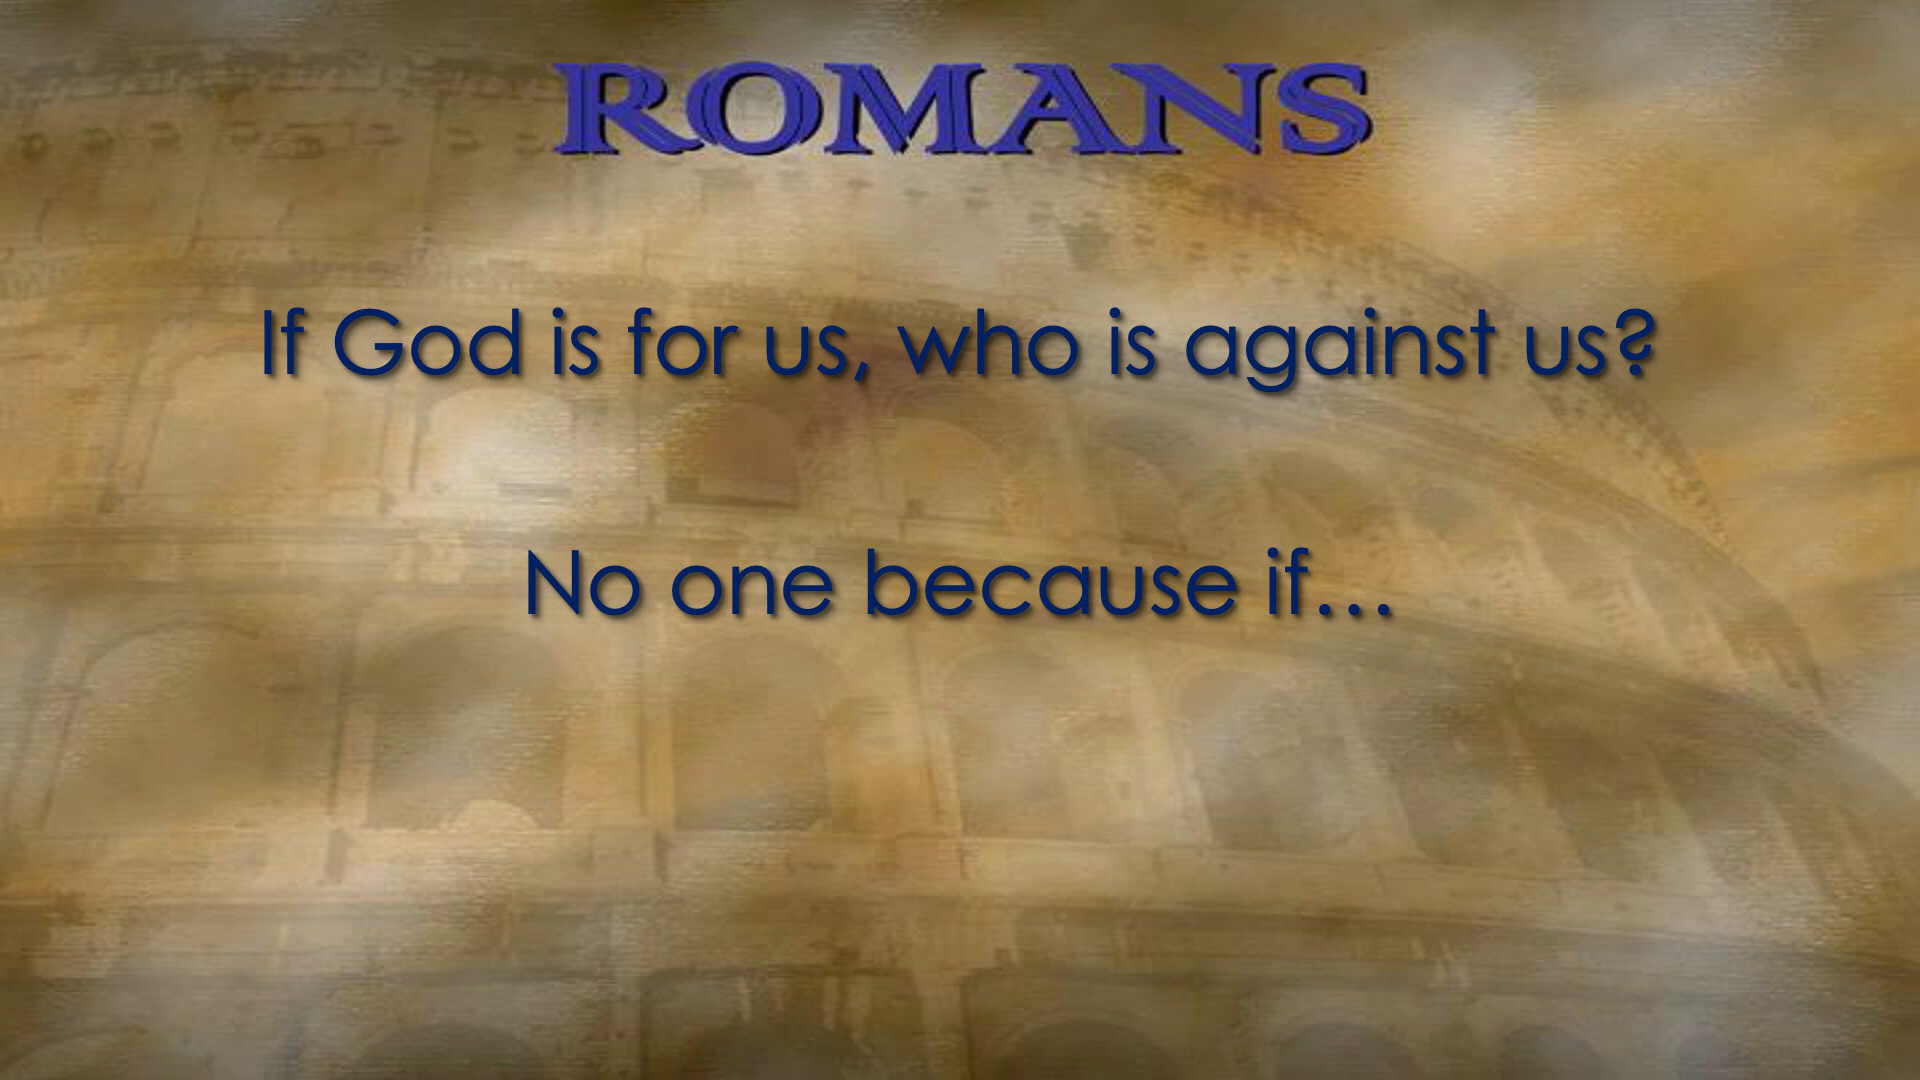 ROMANS
If God is for us, who is against us?
No one because if…